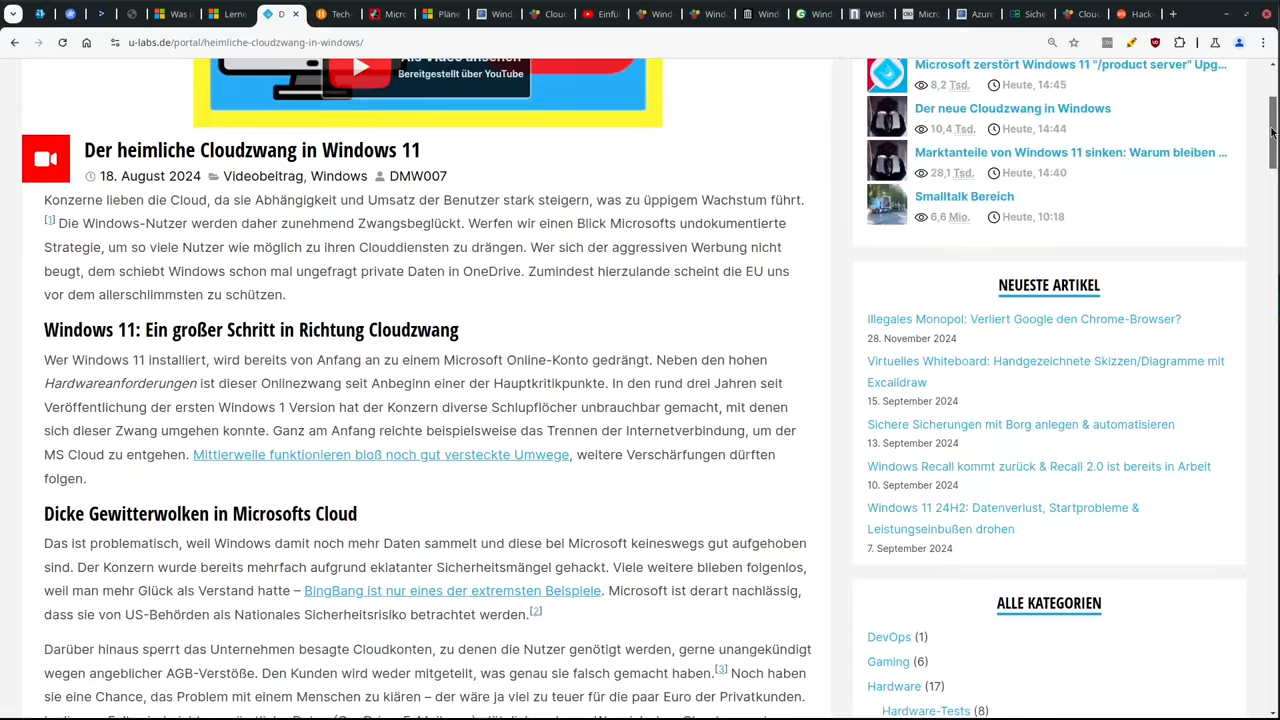 Was i
Lerne
D
Tech-
Micro
Pläne
Wind
Clou
Einfü
Wind
Wind
Wind
Wind
Wesh
Micro
Azure
Siche
Clou
Hacke
u-labs.de/portal/heimliche-cloudzwang-in-windows/
Als Video ansehen
Bereitgestellt über YouTube
Der heimliche Cloudzwang in Windows 11
18. August 2024 Videobeitrag, Windows DMW007
Konzerne lieben die Cloud, da sie Abhängigkeit und Umsatz der Benutzer stark steigern, was zu üppigem Wachstum führt.
[1] Die Windows-Nutzer werden daher zunehmend Zwangsbeglückt. Werfen wir einen Blick Microsofts undokumentierte
Strategie, um so viele Nutzer wie möglich zu ihren Clouddiensten zu drängen. Wer sich der aggressiven Werbung nicht
beugt, dem schiebt Windows schon mal ungefragt private Daten in OneDrive. Zumindest hierzulande scheint die EU uns
vor dem allerschlimmsten zu schützen.
Windows 11: Ein großer Schritt in Richtung Cloudzwang
Wer Windows 11 installiert, wird bereits von Anfang an zu einem Microsoft Online-Konto gedrängt. Neben den hohen
Hardwareanforderungen ist dieser Onlinezwang seit Anbeginn einer der Hauptkritikpunkte. In den rund drei Jahren seit
Veröffentlichung der ersten Windows 1 Version hat der Konzern diverse Schlupflöcher unbrauchbar gemacht, mit denen
sich dieser Zwang umgehen konnte. Ganz am Anfang reichte beispielsweise das Trennen der Internetverbindung, um der
MS Cloud zu entgehen. Mittlerweile funktionieren bloß noch gut versteckte Umwege, weitere Verschärfungen dürften
folgen.
Dicke Gewitterwolken in Microsofts Cloud
Das ist problematisch, weil Windows damit noch mehr Daten sammelt und diese bei Microsoft keineswegs gut aufgehoben
sind. Der Konzern wurde bereits mehrfach aufgrund eklatanter Sicherheitsmängel gehackt. Viele weitere blieben folgenlos,
weil man mehr Glück als Verstand hatte – BingBang ist nur eines der extremsten Beispiele. Microsoft ist derart nachlässig,
dass sie von US-Behörden als Nationales Sicherheitsrisiko betrachtet werden.[2]
Darüber hinaus sperrt das Unternehmen besagte Cloudkonten, zu denen die Nutzer genötigt werden, gerne unangekündigt
wegen angeblicher AGB-Verstöße. Den Kunden wird weder mitgeteilt, was genau sie falsch gemacht haben.[3] Noch haben
sie eine Chance, das Problem mit einem Menschen zu klären – der wäre ja viel zu teuer für die paar Euro der Privatkunden.
Microsoft zerstört Windows 11 "/product server" Upg...
8,2 Tsd. Heute, 14:45
Der neue Cloudzwang in Windows
10,4 Tsd. Heute, 14:44
Marktanteile von Windows 11 sinken: Warum bleiben ...
28,1 Tsd. Heute, 14:40
Smalltalk Bereich
6,6 Mio. Heute, 10:18
NEUESTE ARTIKEL
Illegales Monopol: Verliert Google den Chrome-Browser?
28. November 2024
Virtuelles Whiteboard: Handgezeichnete Skizzen/Diagramme mit
Excalidraw
15. September 2024
Sichere Sicherungen mit Borg anlegen & automatisieren
13. September 2024
Windows Recall kommt zurück & Recall 2.0 ist bereits in Arbeit
10. September 2024
Windows 11 24H2: Datenverlust, Startprobleme &
Leistungseinbußen drohen
7. September 2024
ALLE KATEGORIEN
DevOps (1)
Gaming (6)
Hardware (17)
Hardware-Tests (8)